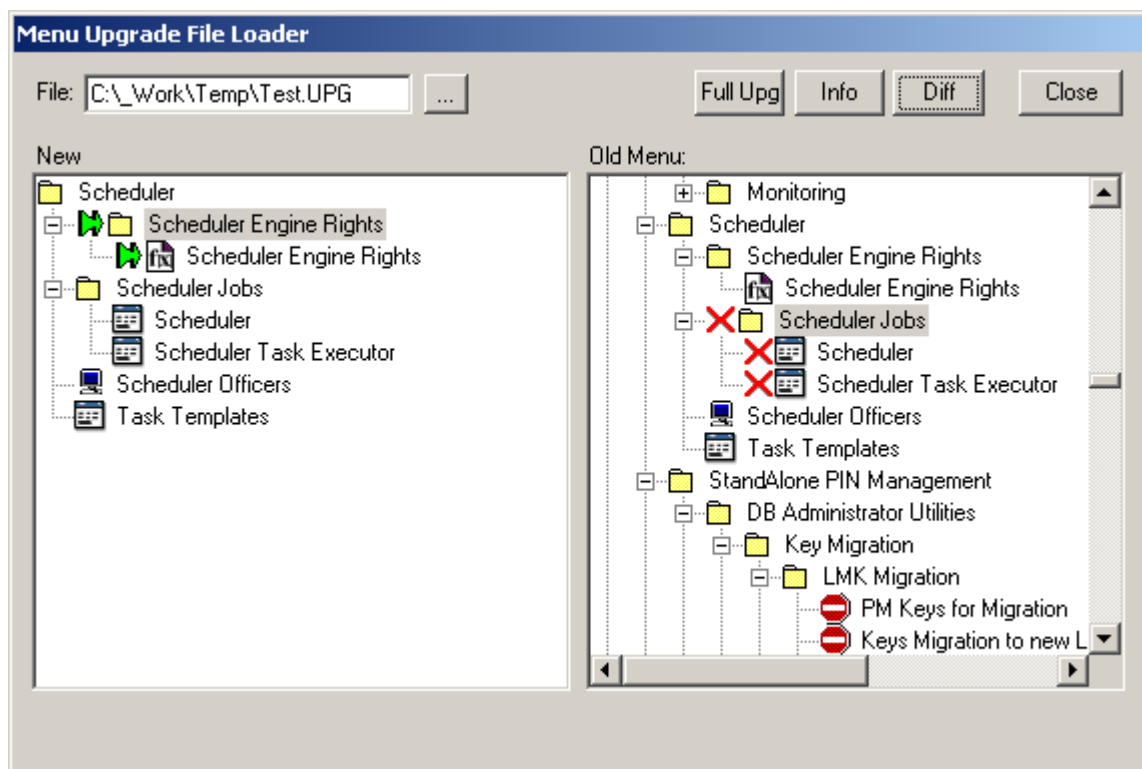 Menu Upgrade File Loader
File: C:\_Work\Temp\Test.UPG ... Full Upg Info Diff Close
New
Scheduler
Scheduler Engine Rights
Scheduler Engine Rights
Scheduler Jobs
Scheduler
Scheduler Task Executor
Scheduler Officers
Task Templates
Old Menu:
Monitoring
Scheduler
Scheduler Engine Rights
Scheduler Engine Rights
Scheduler Jobs
Scheduler
Scheduler Task Executor
Scheduler Officers
Task Templates
StandAlone PIN Management
DB Administrator Utilities
Key Migration
LMK Migration
PM Keys for Migration
Keys Migration to new L